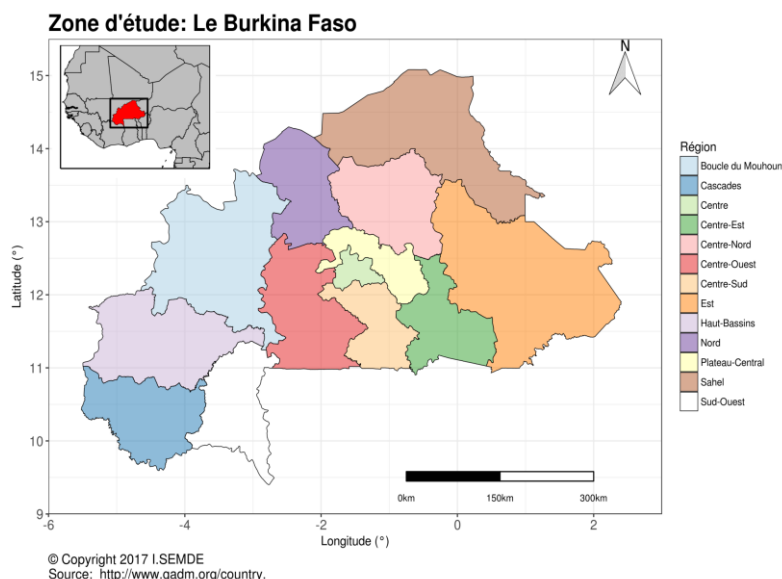 Zone d'étude: Le Burkina Faso
N
15
14
13
12
11
10
9
Latitude (°)
-6
-4
-2
0
2
Longitude (°)
0km
150km
300km
Région
Boucle du Mouhoun
Cascades
Centre
Centre-Est
Centre-Nord
Centre-Ouest
Centre-Sud
Est
Haut-Bassins
Nord
Plateau-Central
Sahel
Sud-Ouest
© Copyright 2017 I.SEMDE
Source: http://www.gadm.org/country.